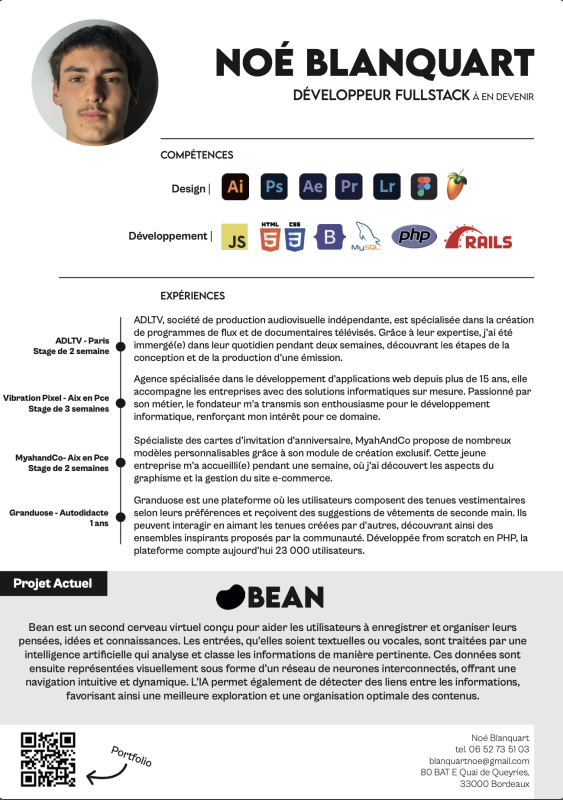 NOÉ BLANQUART
DÉVELOPPEUR FULLSTACK À EN DEVENIR
COMPÉTENCES
Design |
Ai
Ps
Ae
Pr
Lr
Développement |
JS
HTML
5
CSS
3
B
MySQL
php
RAILS
EXPÉRIENCES
ADLTV - Paris
Stage de 2 semaine
ADLTV, société de production audiovisuelle indépendante, est spécialisée dans la création
de programmes de flux et de documentaires télévisés. Grâce à leur expertise, j'ai été
immergé(e) dans leur quotidien pendant deux semaines, découvrant les étapes de la
conception et de la production d'une émission.
Vibration Pixel - Aix en Pce
Stage de 3 semaines
Agence spécialisée dans le développement d'applications web depuis plus de 15 ans, elle
accompagne les entreprises avec des solutions informatiques sur mesure. Passionné par
son métier, le fondateur m'a transmis son enthousiasme pour le développement
informatique, renforçant mon intérêt pour ce domaine.
MyahandCo- Aix en Pce
Stage de 2 semaines
Spécialiste des cartes d'invitation d'anniversaire, MyahAndCo propose de nombreux
modèles personnalisables grâce à son module de création exclusif. Cette jeune
entreprise m'a accueilli(e) pendant une semaine, où j'ai découvert les aspects du
graphisme et la gestion du site e-commerce.
Granduose - Autodidacte
1 ans
Granduose est une plateforme où les utilisateurs composent des tenues vestimentaires
selon leurs préférences et reçoivent des suggestions de vêtements de seconde main. Ils
peuvent interagir en aimant les tenues créées par d'autres, découvrant ainsi des
ensembles inspirants proposés par la communauté. Développée from scratch en PHP, la
plateforme compte aujourd'hui 23 000 utilisateurs.
Projet Actuel
BEAN
Bean est un second cerveau virtuel conçu pour aider les utilisateurs à enregistrer et organiser leurs
pensées, idées et connaissances. Les entrées, qu'elles soient textuelles ou vocales, sont traitées par une
intelligence artificielle qui analyse et classe les informations de manière pertinente. Ces données sont
ensuite représentées visuellement sous forme d'un réseau de neurones interconnectés, offrant une
navigation intuitive et dynamique. L'IA permet également de détecter des liens entre les informations,
favorisant ainsi une meilleure exploration et une organisation optimale des contenus.
Portfolio
Noé Blanquart
tel. 06 52 73 51 03
blanquartnoe@gmail.com
80 BAT E Quai de Queyries,
33000 Bordeaux